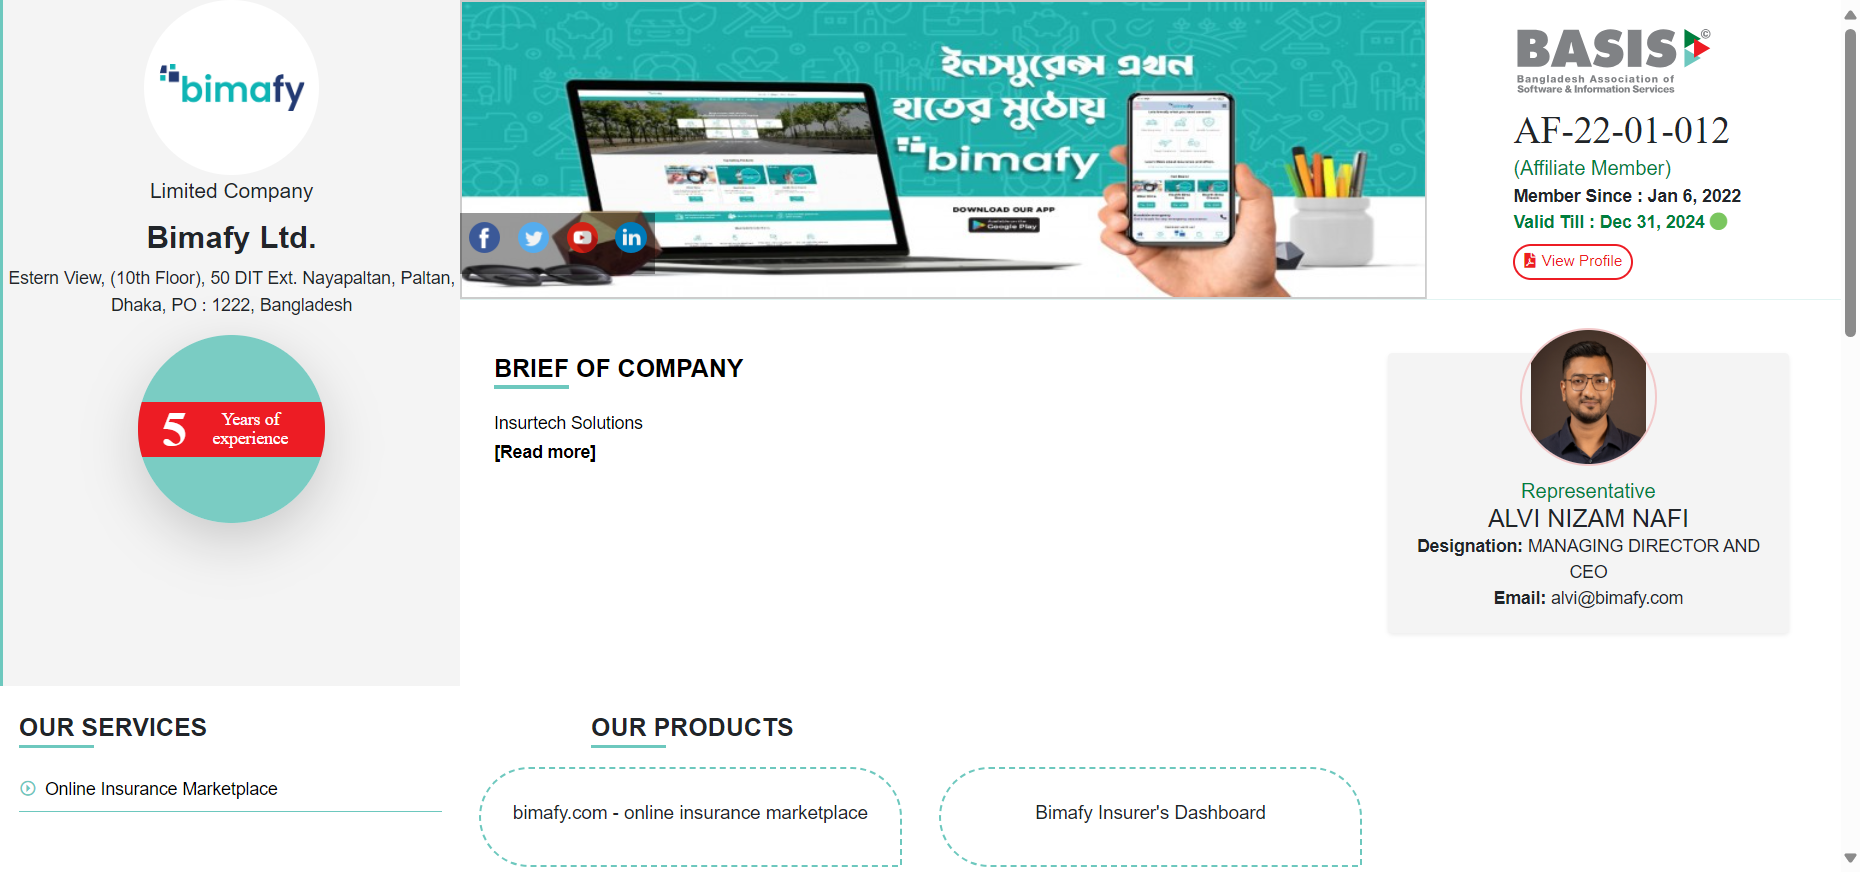 bimafy
Limited Company
Bimafy Ltd.
Estern View, (10th Floor), 50 DIT Ext. Nayapaltan, Paltan,
Dhaka, PO : 1222, Bangladesh
5
Years of
experience
ইনস্যুরেন্স এখন
হাতের মুঠোয়
bimafy
bimafy
DOWNLOAD OUR APP
Google Play
BASIS ©
Bangladesh Association of
Software & Information Services
AF-22-01-012
(Affiliate Member)
Member Since : Jan 6, 2022
Valid Till : Dec 31, 2024
View Profile
BRIEF OF COMPANY
Insurtech Solutions
[Read more]
Representative
ALVI NIZAM NAFI
Designation: MANAGING DIRECTOR AND
CEO
Email: alvi@bimafy.com
OUR SERVICES
Online Insurance Marketplace
OUR PRODUCTS
bimafy.com - online insurance marketplace
Bimafy Insurer's Dashboard